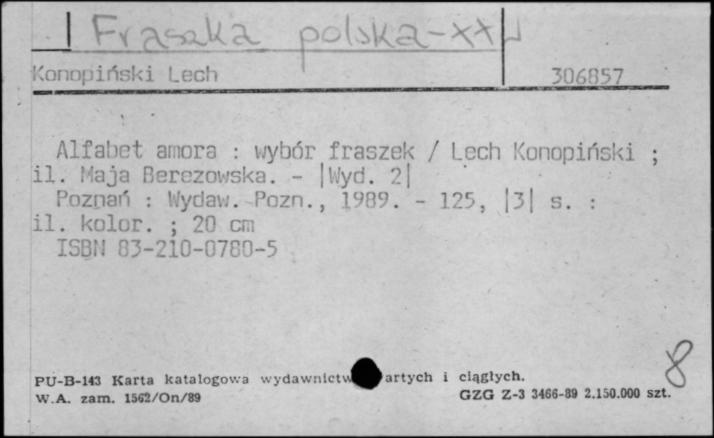 Fraszka polska-XXw
Konopiński Lech 306857
Alfabet amora : wybór fraszek / Lech Konopiński ;
il. Maja Berezowska. - |Wyd. 2|
Poznań : Wydaw. Pozn., 1989. - 125, |3| s. :
il. kolor. ; 20 cm
ISBN 83-210-0780-5
8
PU-B-143 Karta katalogowa wydawnictw artych i ciągłych.
W.A. zam. 1562/On/89 GZG Z-3 3466-89 2.150.000 szt.